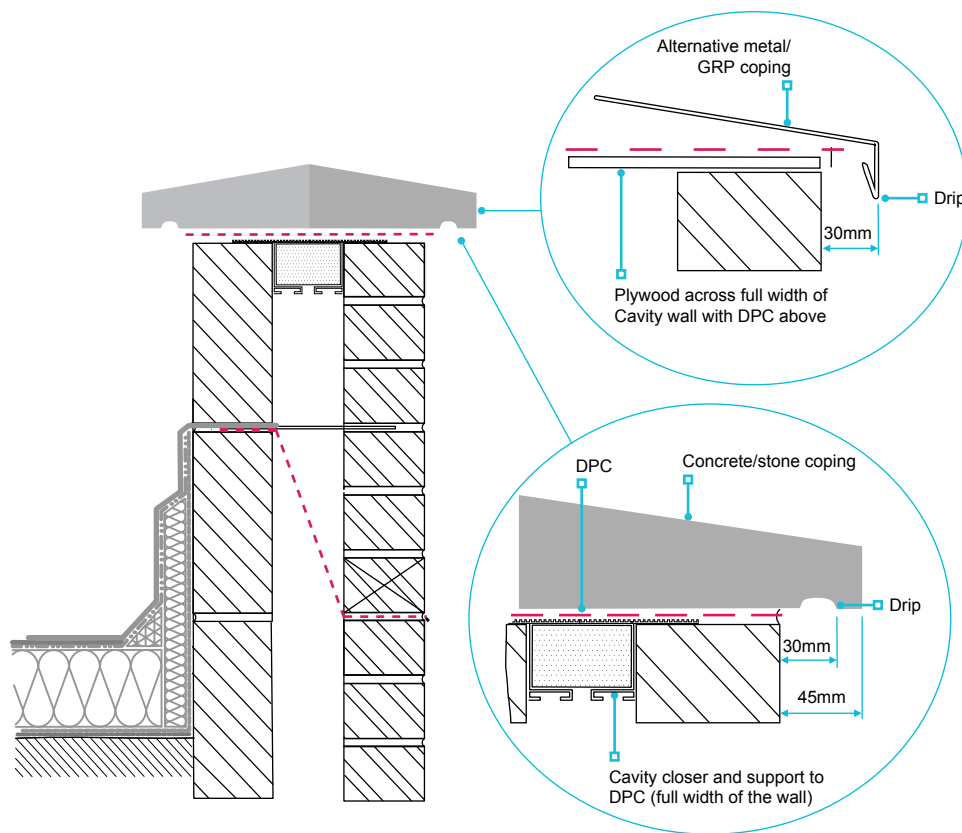 Alternative metal/
GRP coping
Drip
30mm
Plywood across full width of
Cavity wall with DPC above
DPC
Concrete/stone coping
Drip
30mm
45mm
Cavity closer and support to
DPC (full width of the wall)